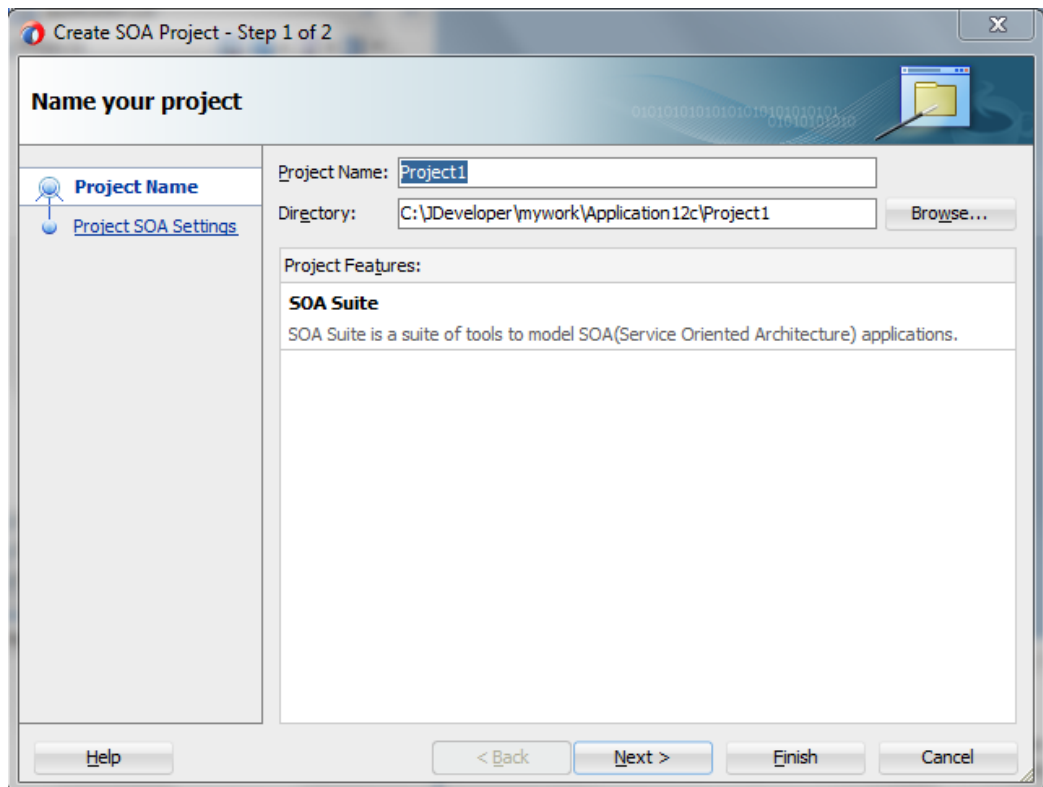 Create SOA Project - Step 1 of 2
Name your project
010101010101010101010101
01010101010
Project Name
Project SOA Settings
Project Name: Project1
Directory: C:\JDeveloper\mywork\Application12c\Project1 Browse...
Project Features:
SOA Suite
SOA Suite is a suite of tools to model SOA(Service Oriented Architecture) applications.
Help < Back Next > Finish Cancel